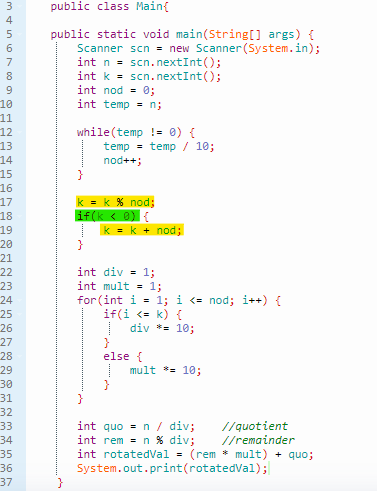 3 public class Main{
4
5 public static void main(String[] args) {
6 Scanner scn = new Scanner(System.in);
7 int n = scn.nextInt();
8 int k = scn.nextInt();
9 int nod = 0;
10 int temp = n;
11
12 while(temp != 0) {
13 temp = temp / 10;
14 nod++;
15 }
16
17 k = k % nod;
18 if(k < 0) {
19 k = k + nod;
20 }
21
22 int div = 1;
23 int mult = 1;
24 for(int i = 1; i <= nod; i++) {
25 if(i <= k) {
26 div *= 10;
27 }
28 else {
29 mult *= 10;
30 }
31 }
32
33 int quo = n / div; //quotient
34 int rem = n % div; //remainder
35 int rotatedVal = (rem * mult) + quo;
36 System.out.print(rotatedVal);
37 }